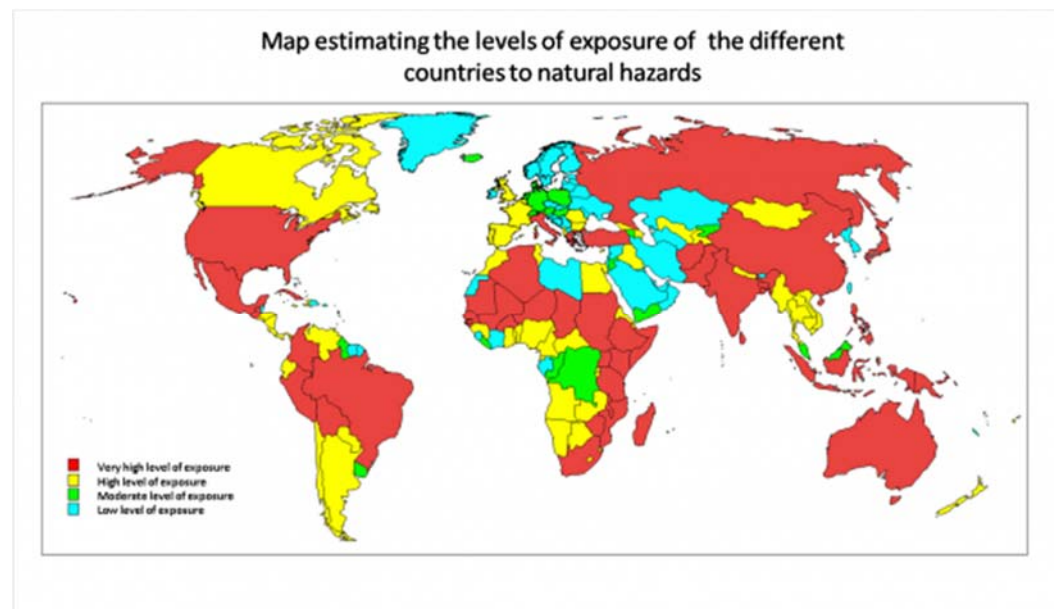 Map estimating the levels of exposure of the different
countries to natural hazards
Very high level of exposure
High level of exposure
Moderate level of exposure
Low level of exposure